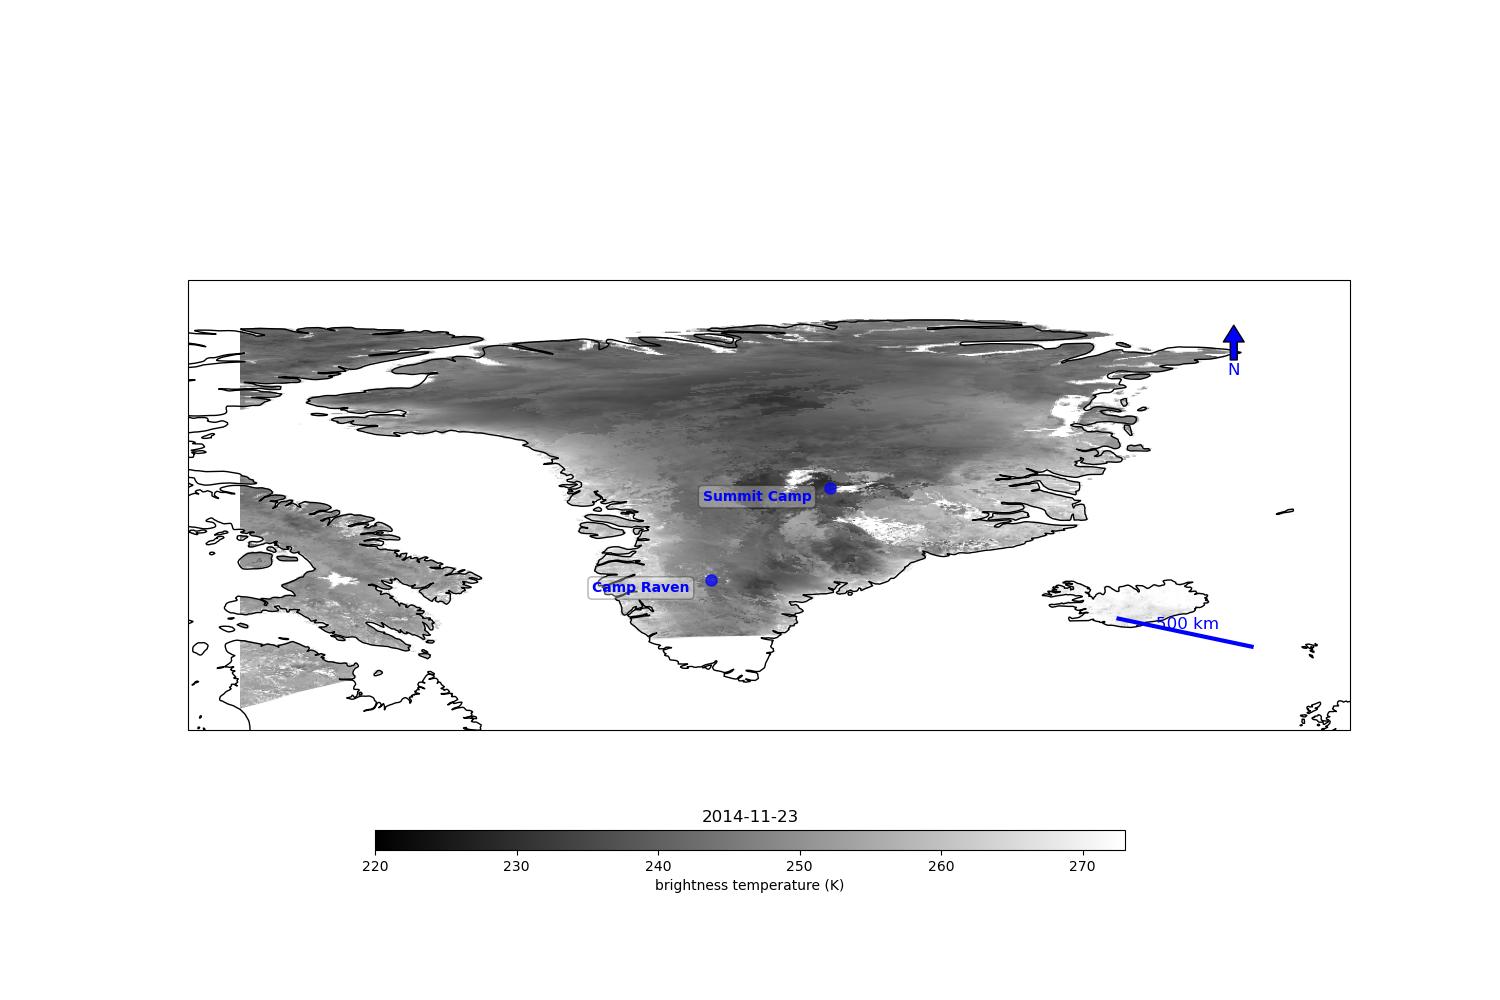 N
Summit Camp
Camp Raven
500 km
2014-11-23
220 230 240 250 260 270
brightness temperature (K)